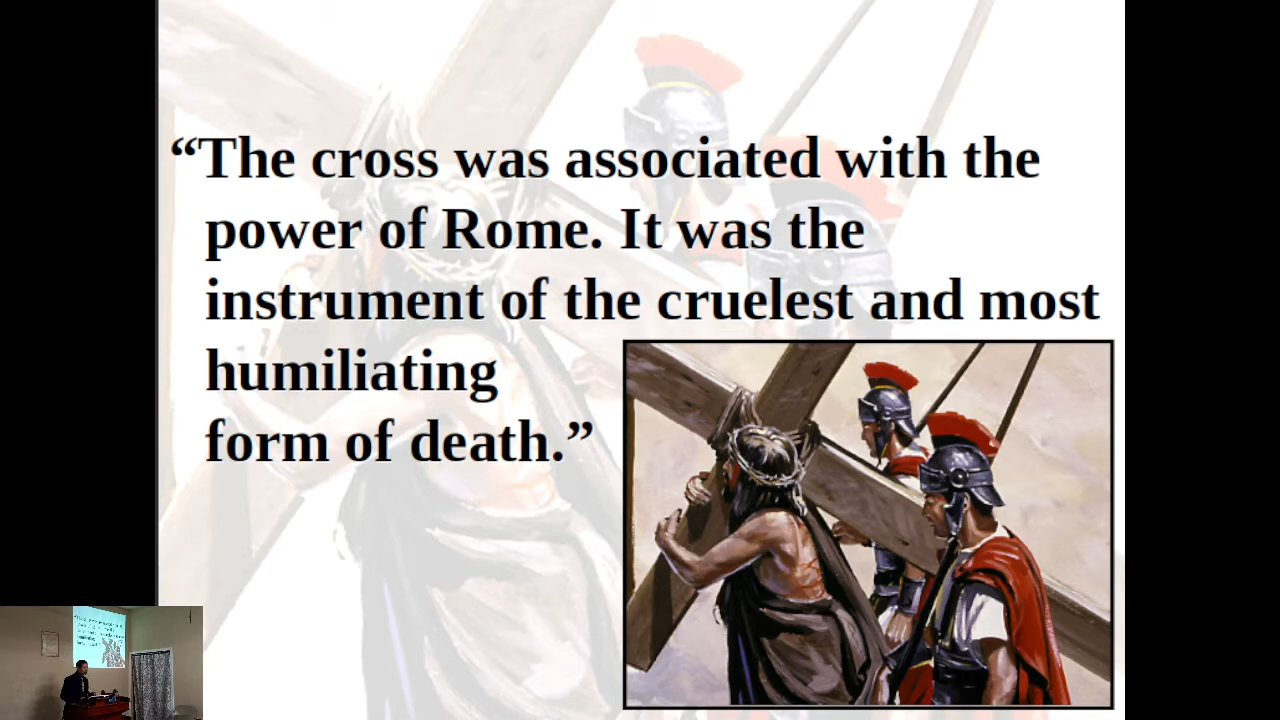 “The cross was associated with the
power of Rome. It was the
instrument of the cruelest and most
humiliating
form of death.”